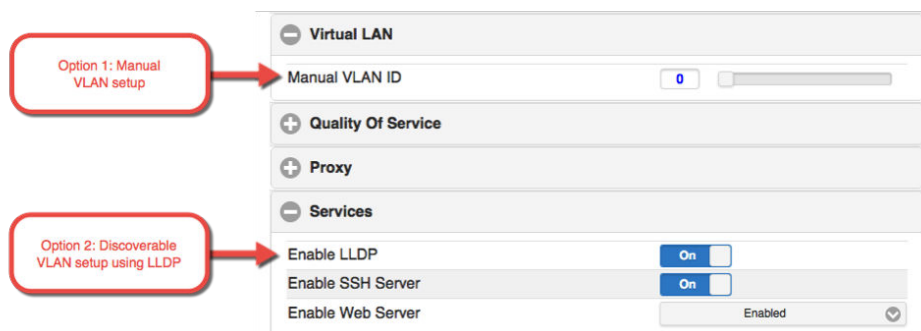 Virtual LAN
Option 1: Manual
VLAN setup
Manual VLAN ID 0
Quality Of Service
Proxy
Services
Option 2: Discoverable
VLAN setup using LLDP
Enable LLDP On
Enable SSH Server On
Enable Web Server Enabled